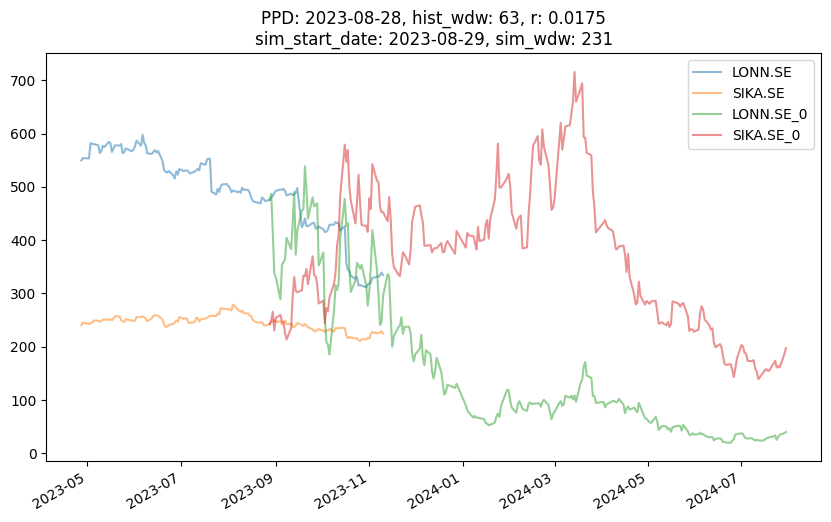 PPD: 2023-08-28, hist_wdw: 63, r: 0.0175
sim_start_date: 2023-08-29, sim_wdw: 231
LONN.SE
SIKA.SE
LONN.SE_0
SIKA.SE_0
700
600
500
400
300
200
100
0
2023-05
2023-07
2023-09
2023-11
2024-01
2024-03
2024-05
2024-07